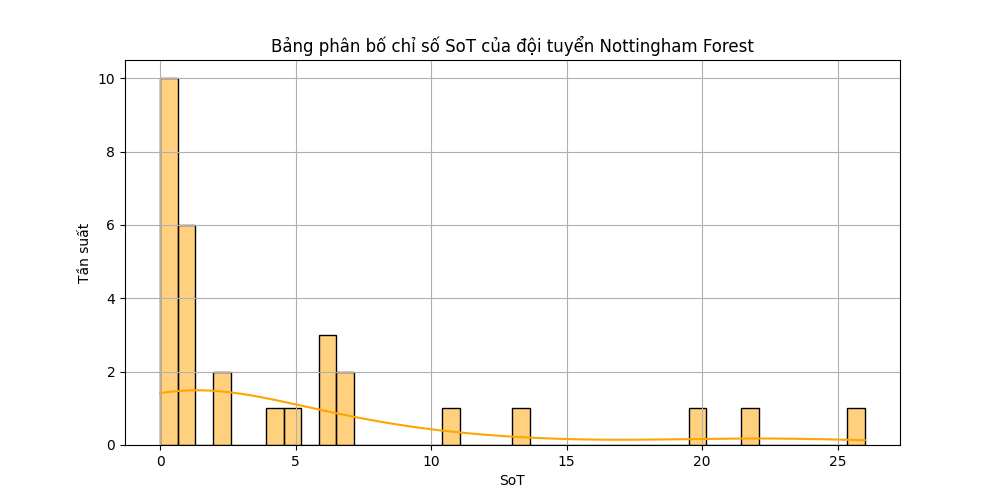 Bảng phân bố chỉ số SoT của đội tuyển Nottingham Forest
Tần suất
10
8
6
4
2
0
0 5 10 15 20 25
SoT